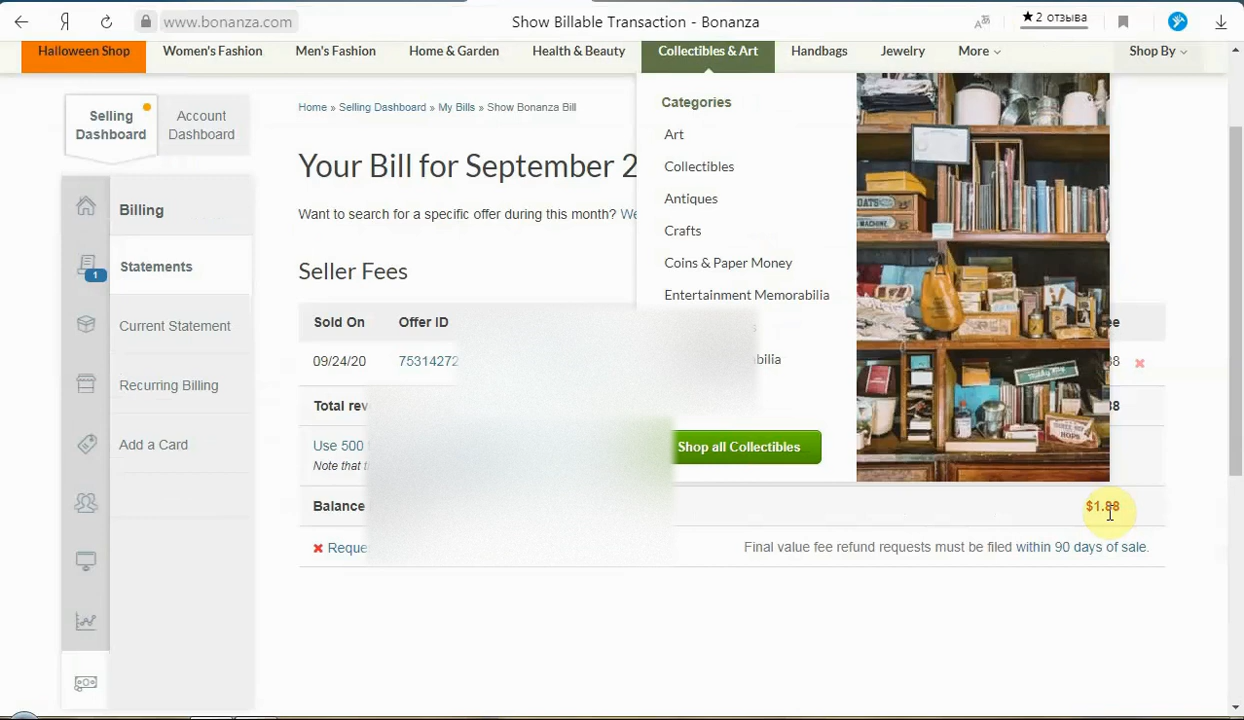 www.bonanza.com
Show Billable Transaction - Bonanza
★2 отзыва
Halloween Shop
Women's Fashion
Men's Fashion
Home & Garden
Health & Beauty
Collectibles & Art
Handbags
Jewelry
More
Shop By
Selling Dashboard
Account Dashboard
Home » Selling Dashboard » My Bills » Show Bonanza Bill
Your Bill for September 2
Want to search for a specific offer during this month? We
Categories
Art
Collectibles
Antiques
Crafts
Coins & Paper Money
Entertainment Memorabilia
Shop all Collectibles
1
Billing
Statements
Current Statement
Recurring Billing
Add a Card
Seller Fees
Sold On
Offer ID
09/24/20
75314272
Total rev
Use 500
Note that t
Balance
$1.88
Reque
Final value fee refund requests must be filed within 90 days of sale.